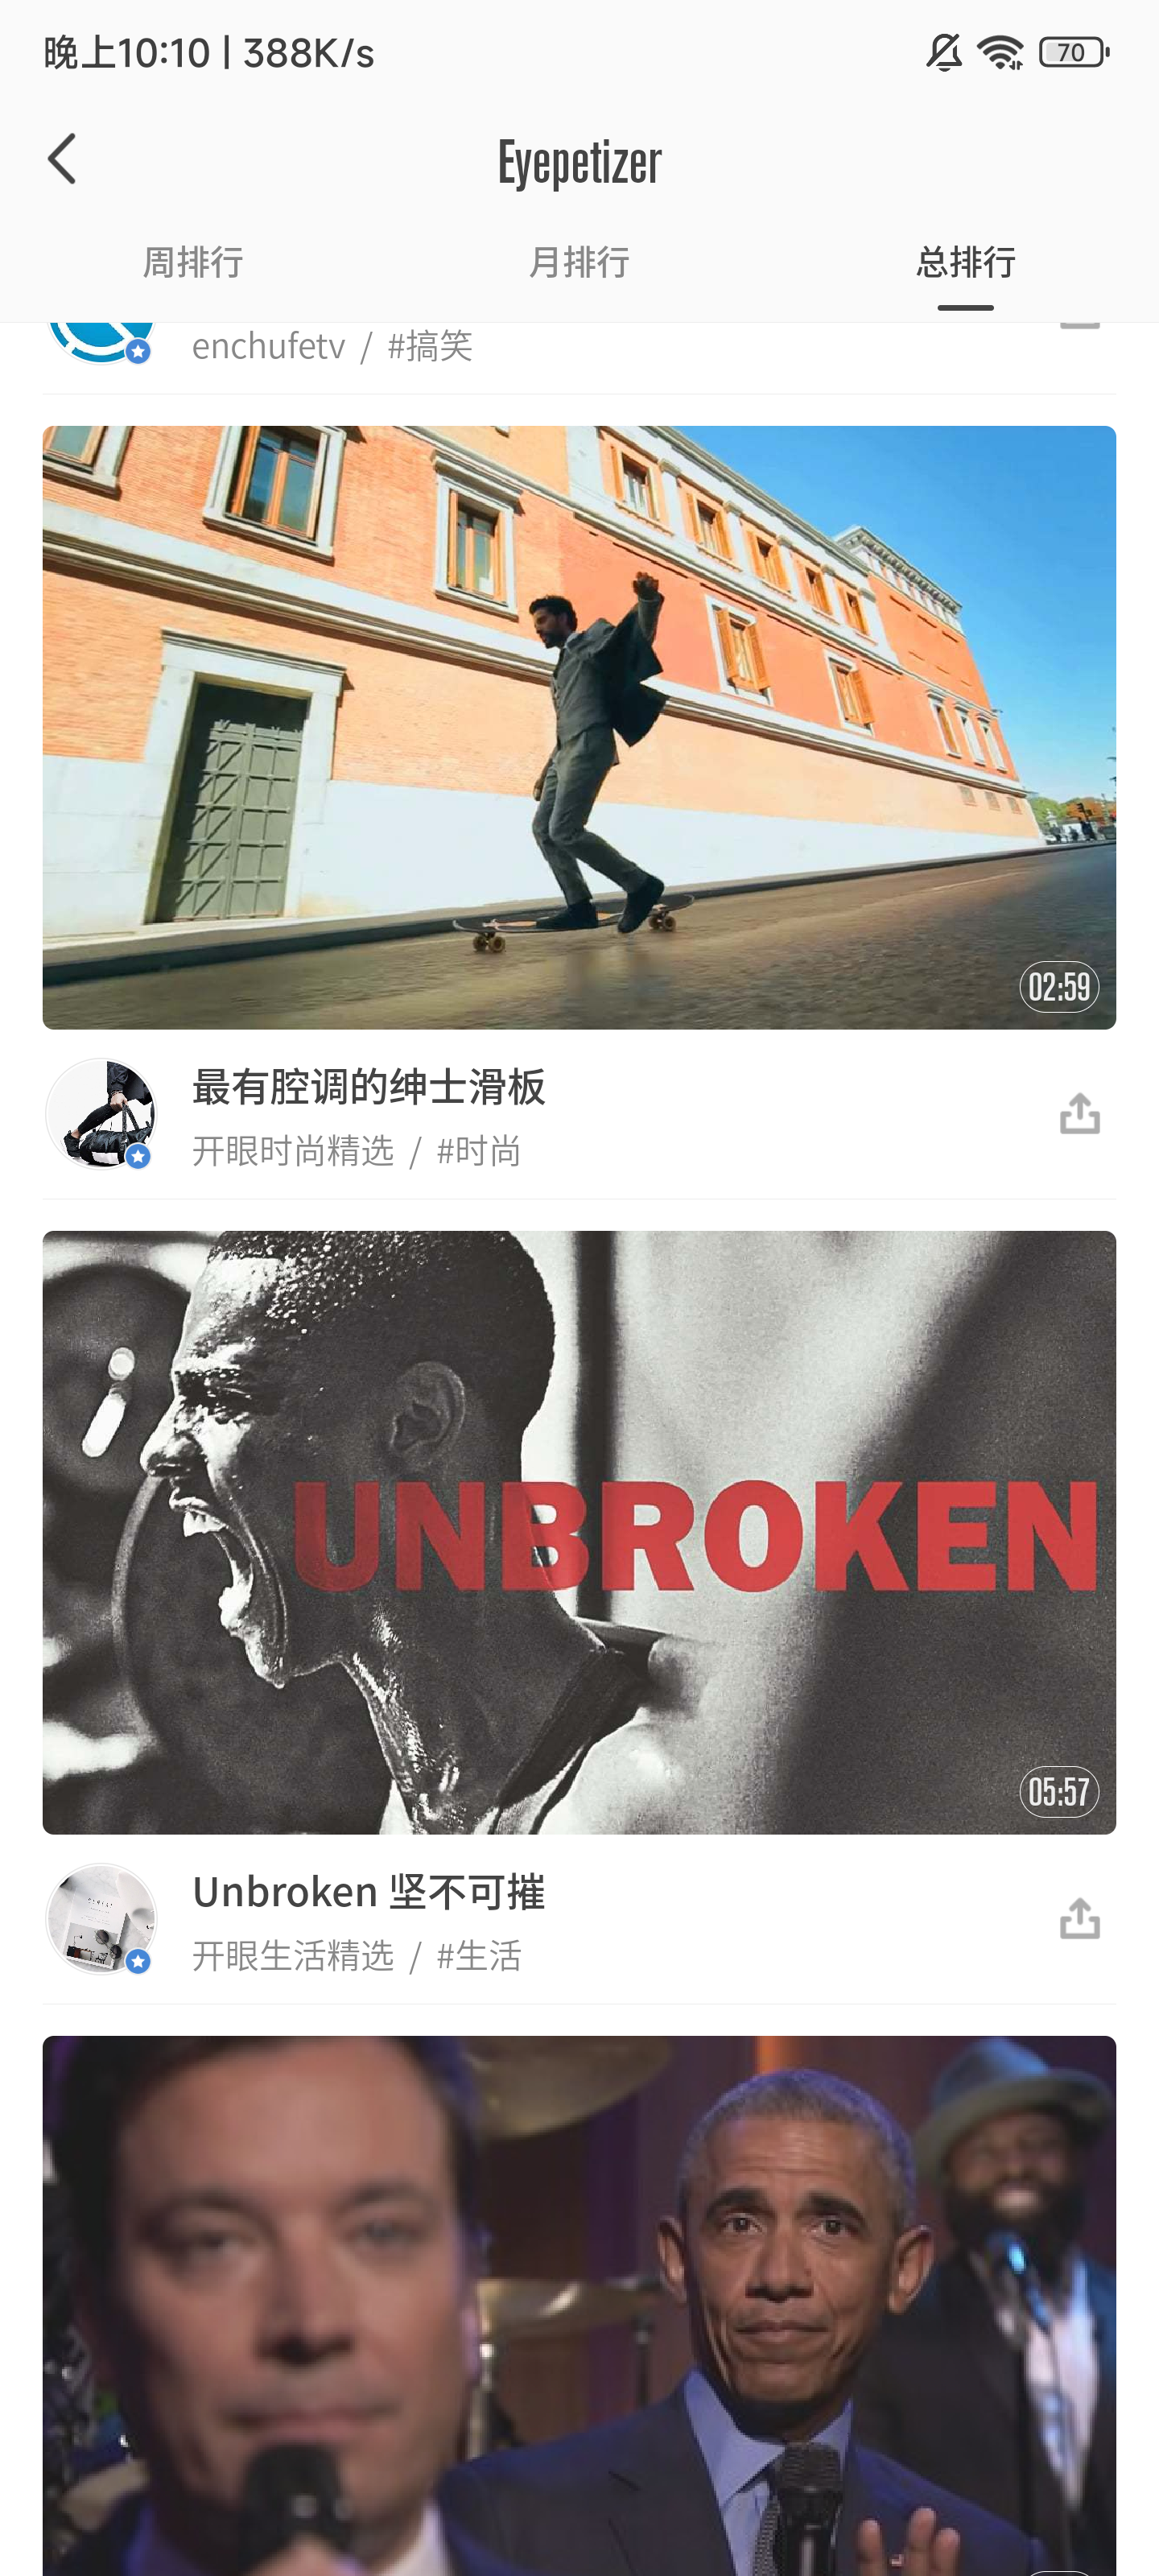 晚上10:10 | 388K/s
70
Eyepetizer
周排行
月排行
总排行
enchufetv / #搞笑
02:59
最有腔调的绅士滑板
开眼时尚精选 / #时尚
UNBROKEN
05:57
Unbroken 坚不可摧
开眼生活精选 / #生活